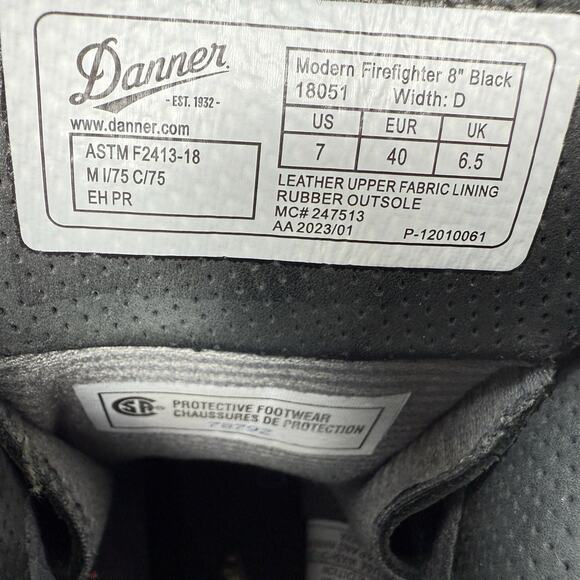 Danner
- EST. 1932 -
www.danner.com
ASTM F2413-18
M I/75 C/75
EH PR
Modern Firefighter 8" Black
18051 Width: D
US EUR UK
7 40 6.5
LEATHER UPPER FABRIC LINING
RUBBER OUTSOLE
MC# 247513
AA 2023/01 P-12010061
PROTECTIVE FOOTWEAR
CHAUSSURES DE PROTECTION
78792